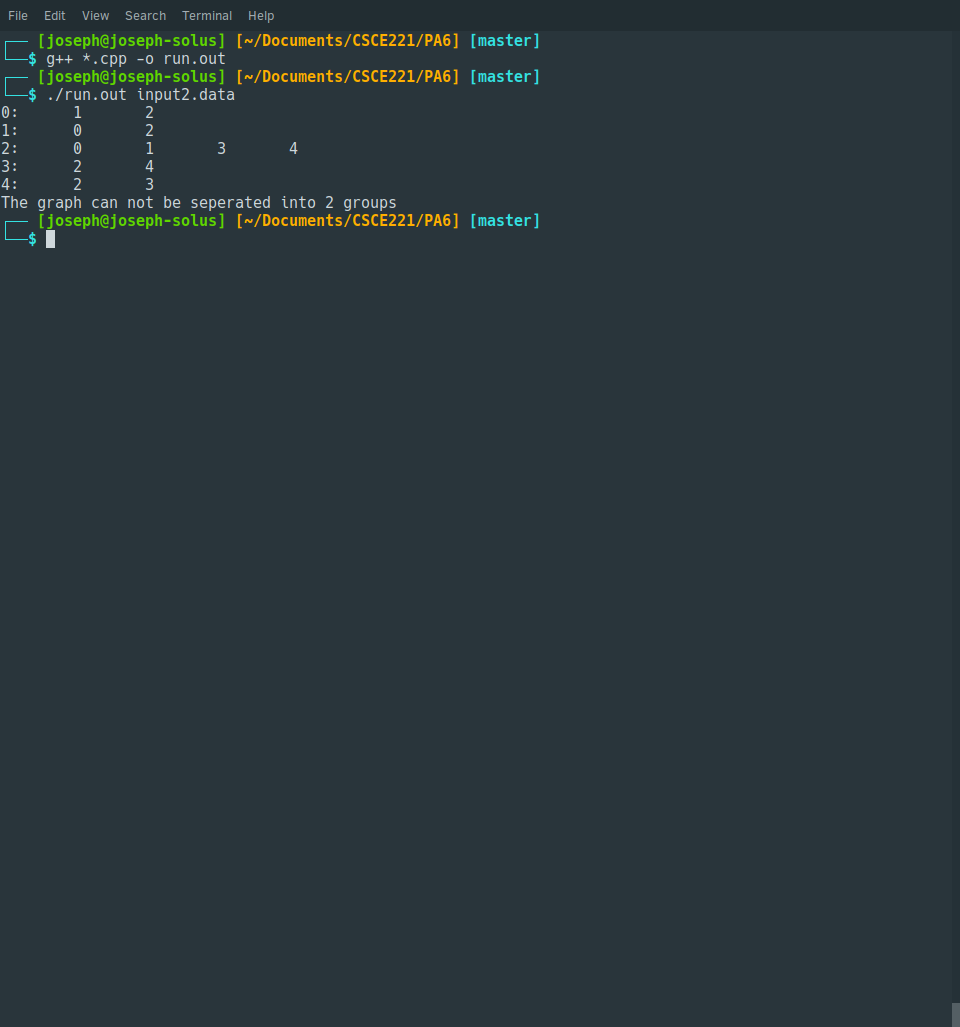 File Edit View Search Terminal Help
┌── [joseph@joseph-solus] [~/Documents/CSCE221/PA6] [master]
└──$ g++ *.cpp -o run.out
┌── [joseph@joseph-solus] [~/Documents/CSCE221/PA6] [master]
└──$ ./run.out input2.data
0:      1       2
1:      0       2
2:      0       1       3       4
3:      2       4
4:      2       3
The graph can not be seperated into 2 groups
┌── [joseph@joseph-solus] [~/Documents/CSCE221/PA6] [master]
└──$